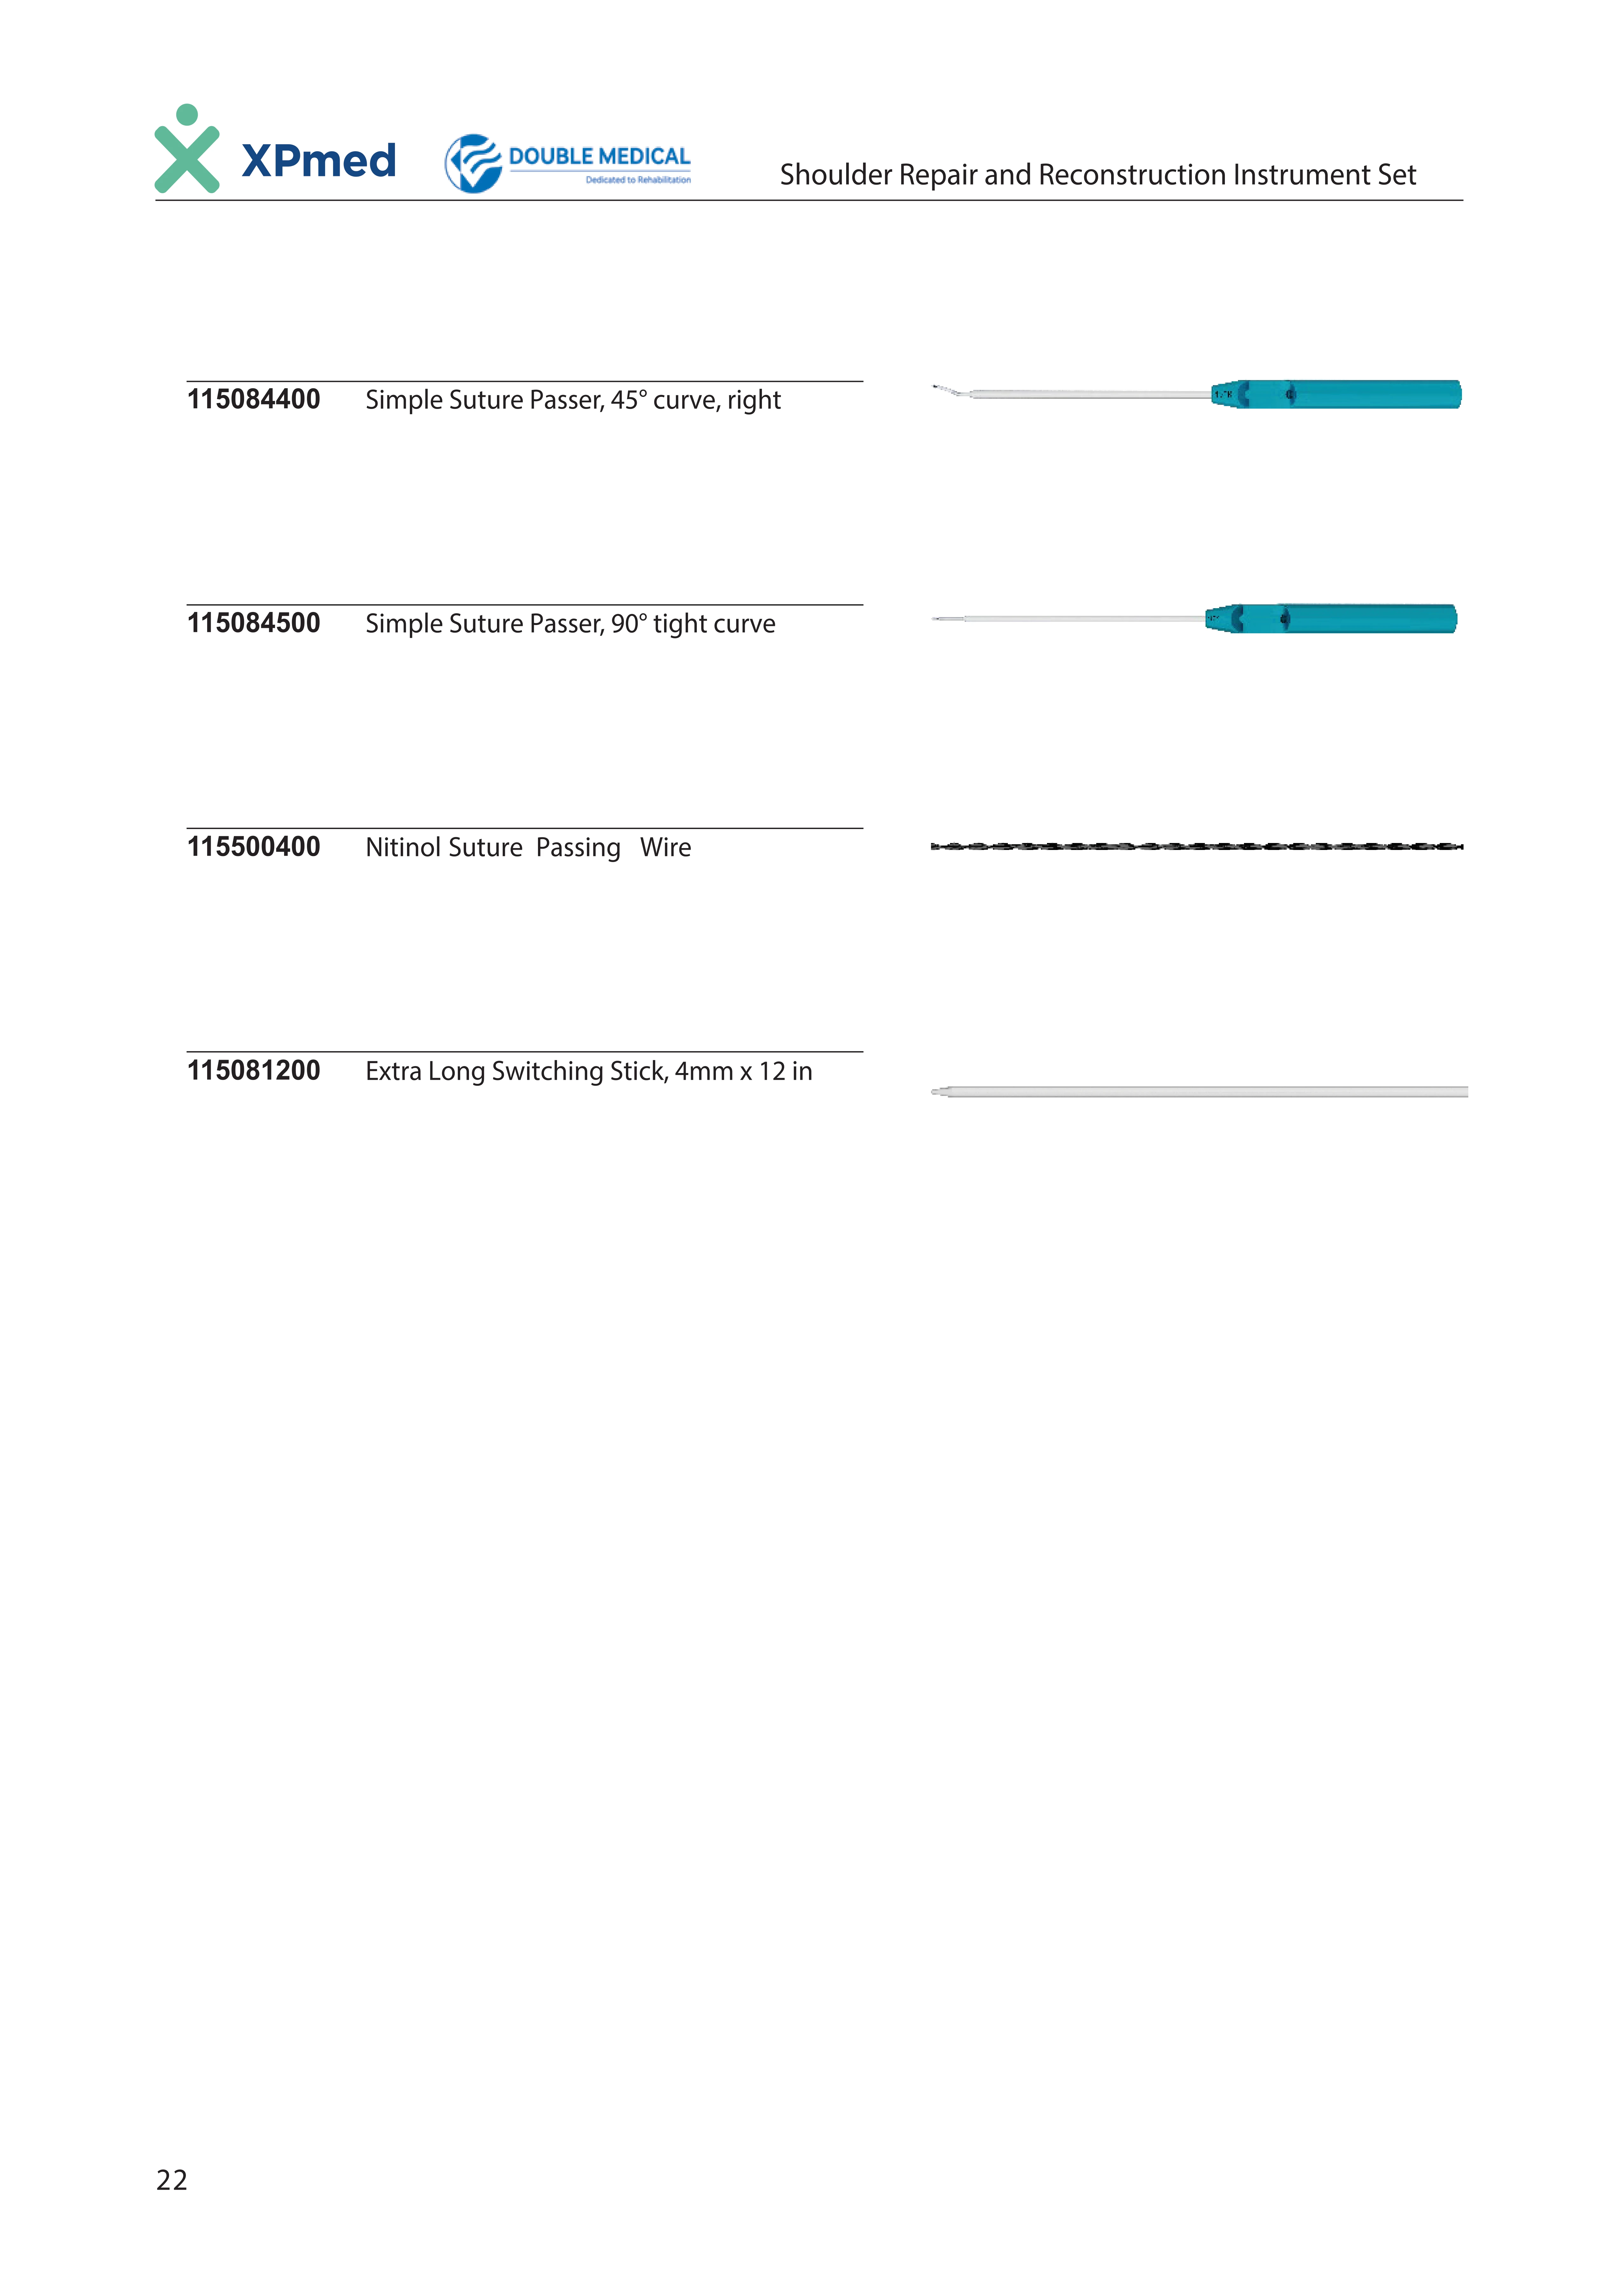 XPmed
DOUBLE MEDICAL
Dedicated to Rehabilitation
Shoulder Repair and Reconstruction Instrument Set
115084400 Simple Suture Passer, 45° curve, right
115084500 Simple Suture Passer, 90° tight curve
115500400 Nitinol Suture Passing Wire
115081200 Extra Long Switching Stick, 4mm x 12 in
22